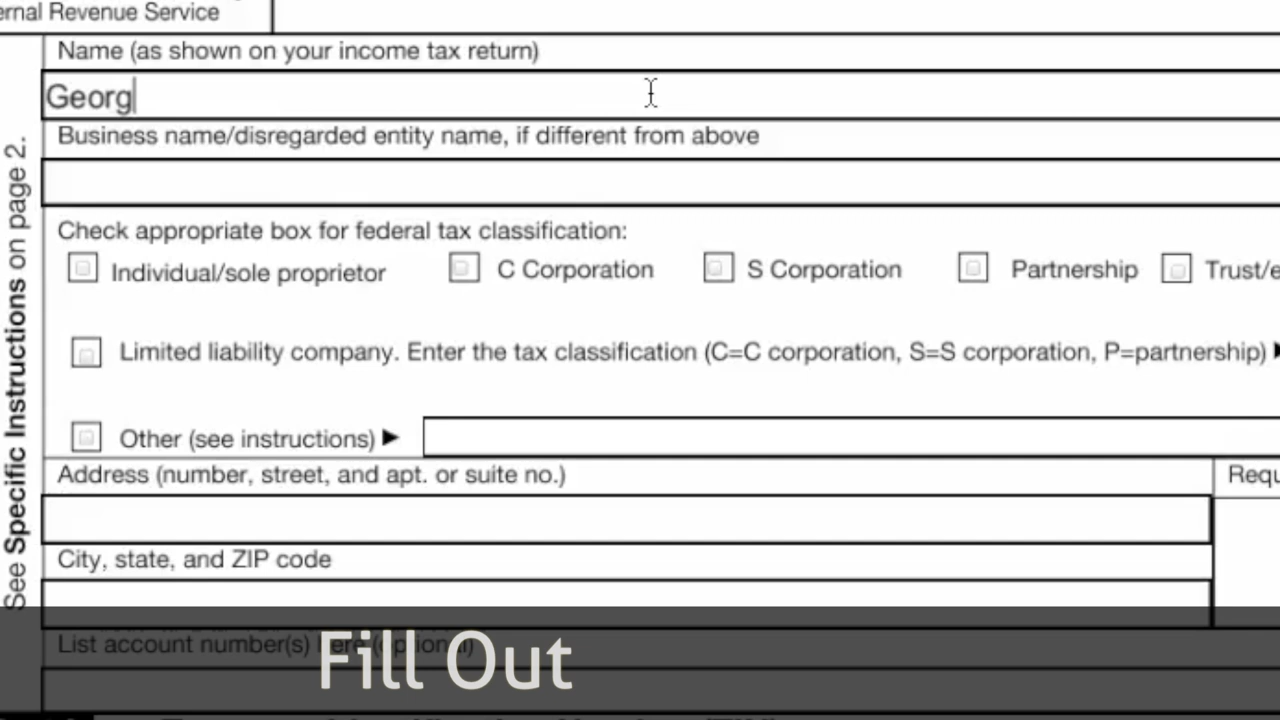 ernal Revenue Service
Name (as shown on your income tax return)
Georg
Business name/disregarded entity name, if different from above
See Specific Instructions on page 2.
Check appropriate box for federal tax classification:
Individual/sole proprietor C Corporation S Corporation Partnership Trust/e
Limited liability company. Enter the tax classification (C=C corporation, S=S corporation, P=partnership) ▶
Other (see instructions) ▶
Address (number, street, and apt. or suite no.)
Requ
City, state, and ZIP code
List account number(s) here (optional)
Fill Out